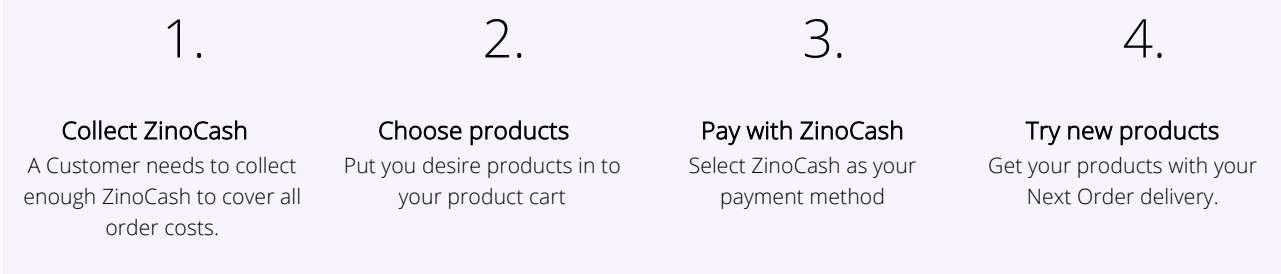 1.
Collect ZinoCash
A Customer needs to collect
enough ZinoCash to cover all
order costs.
2.
Choose products
Put you desire products in to
your product cart
3.
Pay with ZinoCash
Select ZinoCash as your
payment method
4.
Try new products
Get your products with your
Next Order delivery.